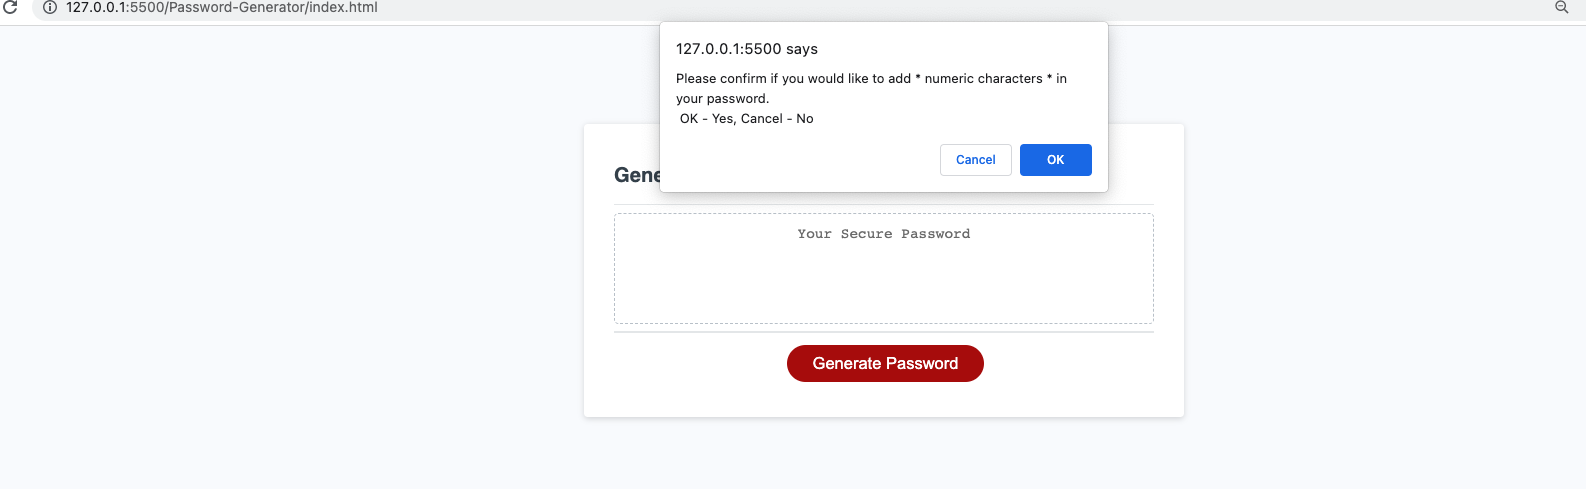 127.0.0.1:5500/Password-Generator/index.html
127.0.0.1:5500 says
Please confirm if you would like to add * numeric characters * in
your password.
OK - Yes, Cancel - No
Cancel OK
Gene
Your Secure Password
Generate Password